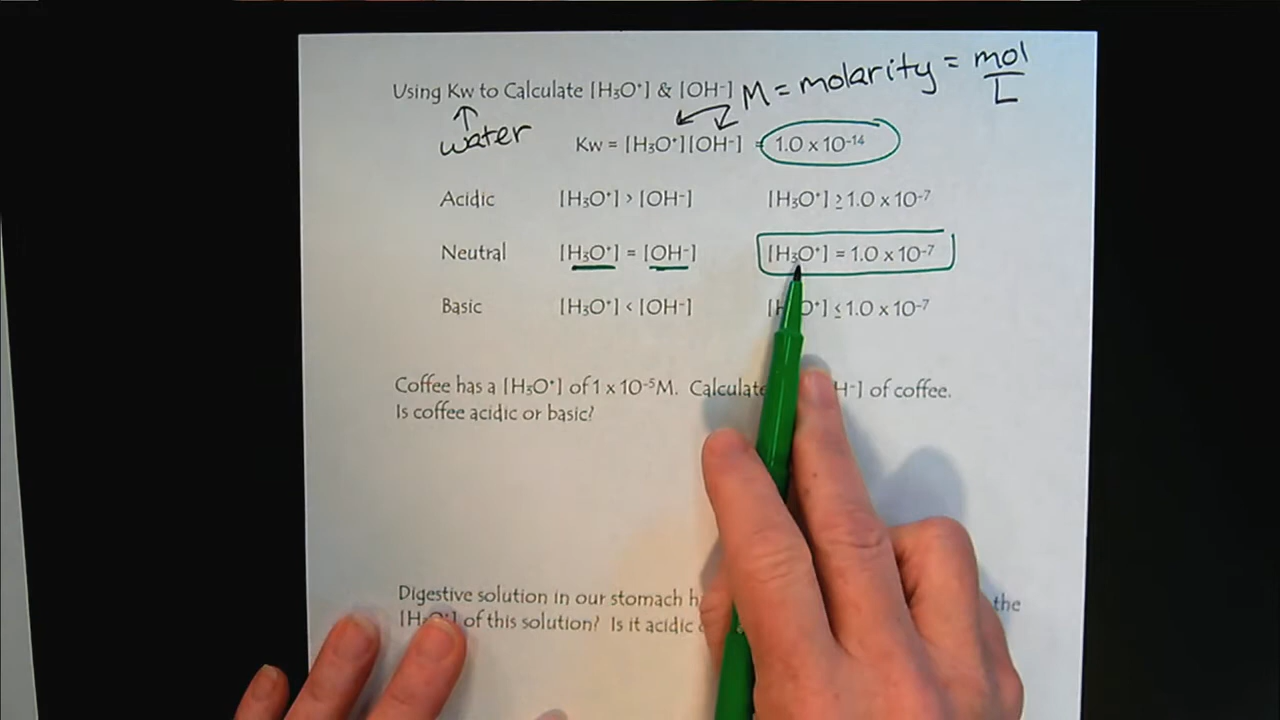 Using Kw to Calculate [H₃O⁺] & [OH⁻] M = molarity = mol/L
water
Kw = [H₃O⁺][OH⁻] = 1.0 x 10⁻¹⁴
Acidic [H₃O⁺] > [OH⁻] [H₃O⁺] ≥ 1.0 x 10⁻⁷
Neutral [H₃O⁺] = [OH⁻] [H₃O⁺] = 1.0 x 10⁻⁷
Basic [H₃O⁺] < [OH⁻] O⁺] ≤ 1.0 x 10⁻⁷
Coffee has a [H₃O⁺] of 1 x 10⁻⁵M. Calculate H⁻] of coffee.
Is coffee acidic or basic?
Digestive solution in our stomach the
of this solution? Is it acidic